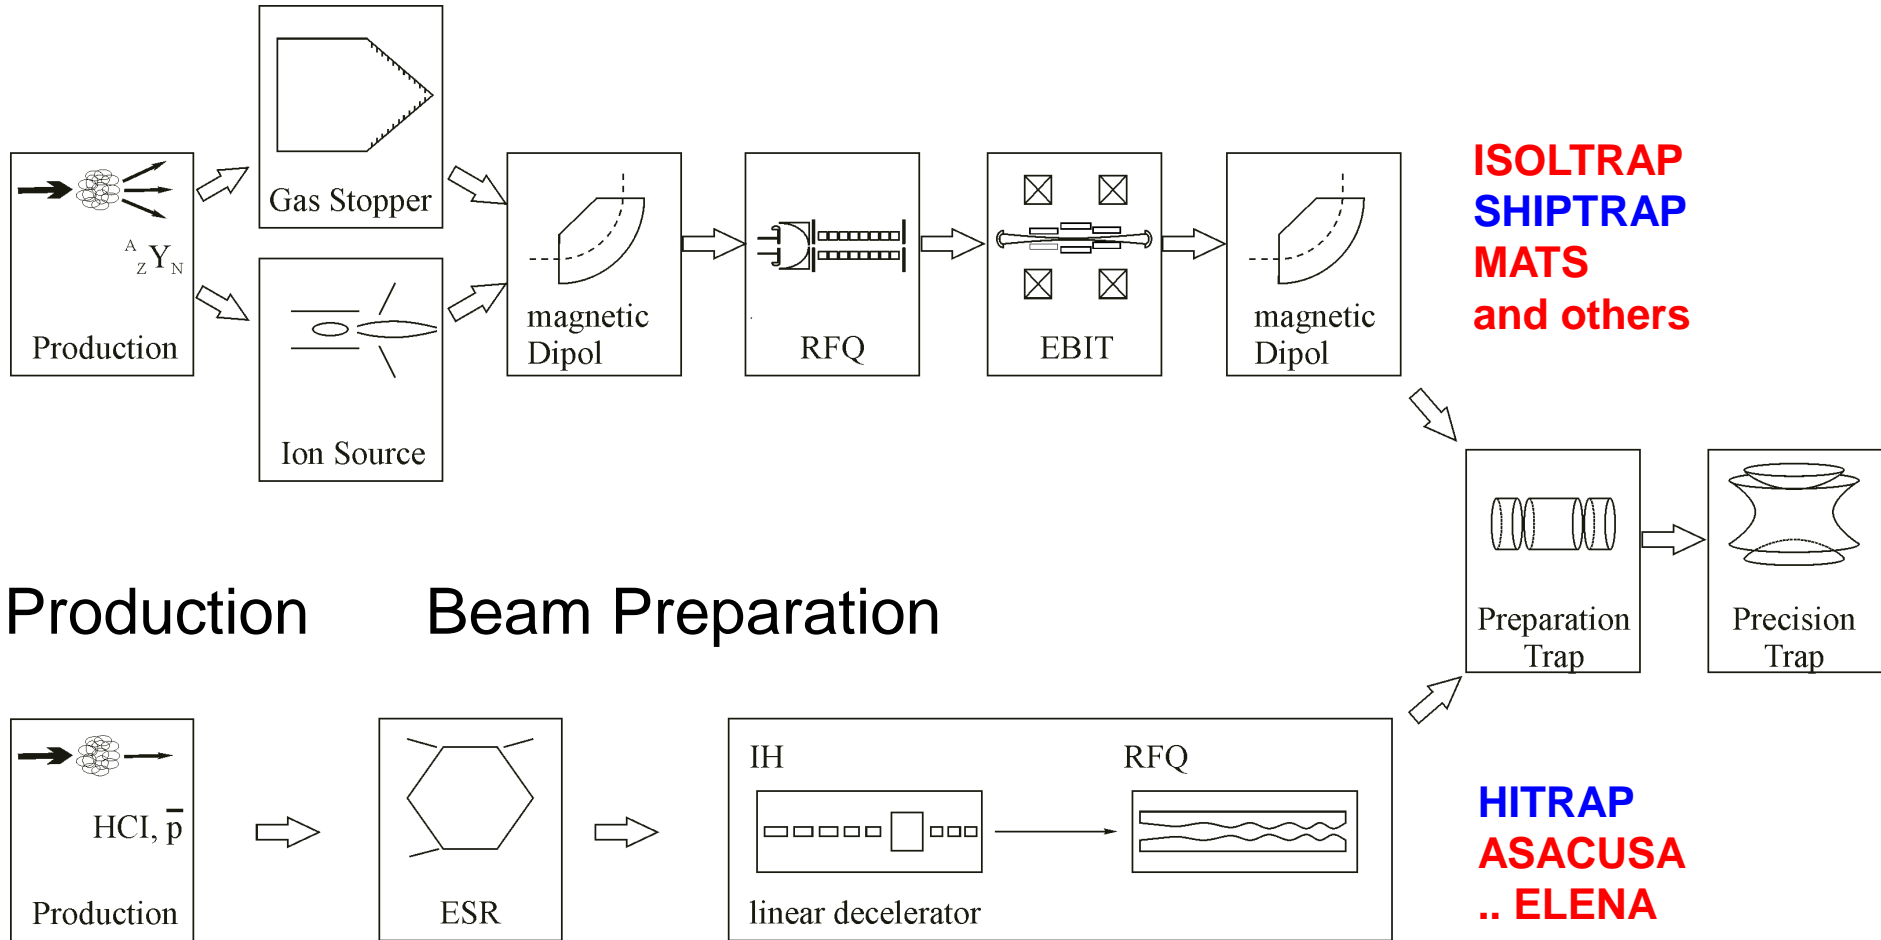 Gas Stopper
A
Z Y N
Production
Ion Source
magnetic
Dipol
RFQ
EBIT
magnetic
Dipol
ISOLTRAP
SHIPTRAP
MATS
and others
Production
Beam Preparation
Preparation
Trap
Precision
Trap
HCI, p̅
Production
ESR
IH
RFQ
linear decelerator
HITRAP
ASACUSA
.. ELENA